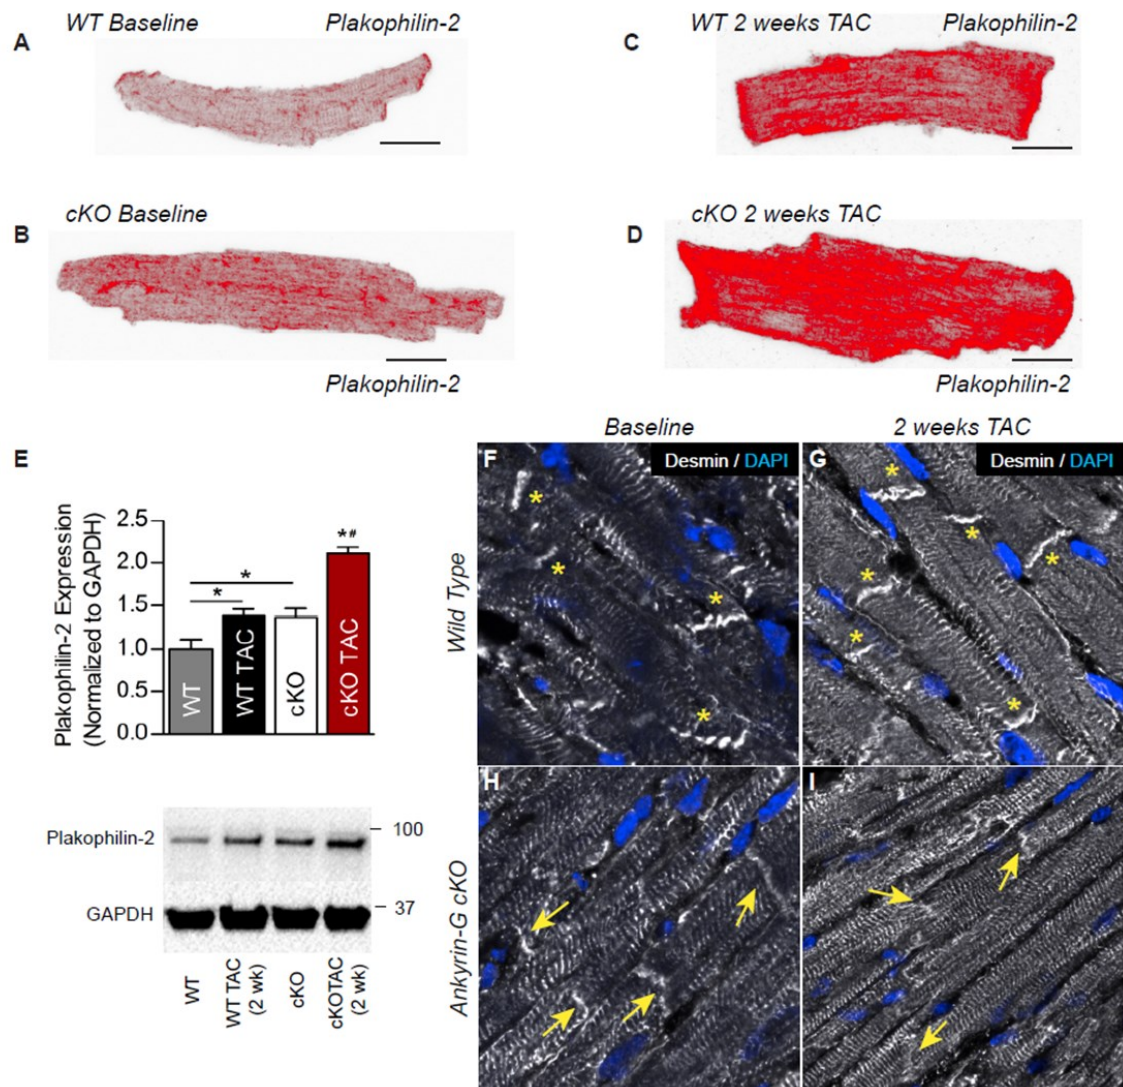 A
WT Baseline
Plakophilin-2
C
WT 2 weeks TAC
Plakophilin-2
B
cKO Baseline
Plakophilin-2
D
cKO 2 weeks TAC
Plakophilin-2
E
Plakophilin-2 Expression
(Normalized to GAPDH)
2.5
2.0
1.5
1.0
0.5
0.0
*
*
*#
WT
WT TAC
cKO
cKO TAC
Plakophilin-2
100
GAPDH
37
WT
WT TAC
(2 wk)
cKO
cKOTAC
(2 wk)
Baseline
2 weeks TAC
Wild Type
Ankyrin-G cKO
F
Desmin / DAPI
*
*
*
*
G
Desmin / DAPI
*
*
*
*
*
*
H
I